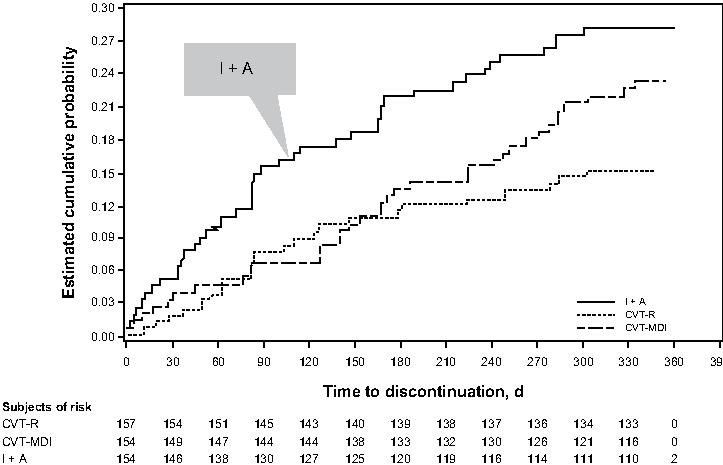 Estimated cumulative probability
0.30
0.27
0.24
0.21
0.18
0.15
0.12
0.09
0.06
0.03
0.00
I + A
I + A
CVT-R
CVT-MDI
0 30 60 90 120 150 180 210 240 270 300 330 360 39
Time to discontinuation, d
Subjects of risk
CVT-R 157 154 151 145 143 140 139 138 137 136 134 133 0
CVT-MDI 154 149 147 144 144 138 133 132 130 126 121 116 0
I + A 154 146 138 130 127 125 120 119 116 114 111 110 2